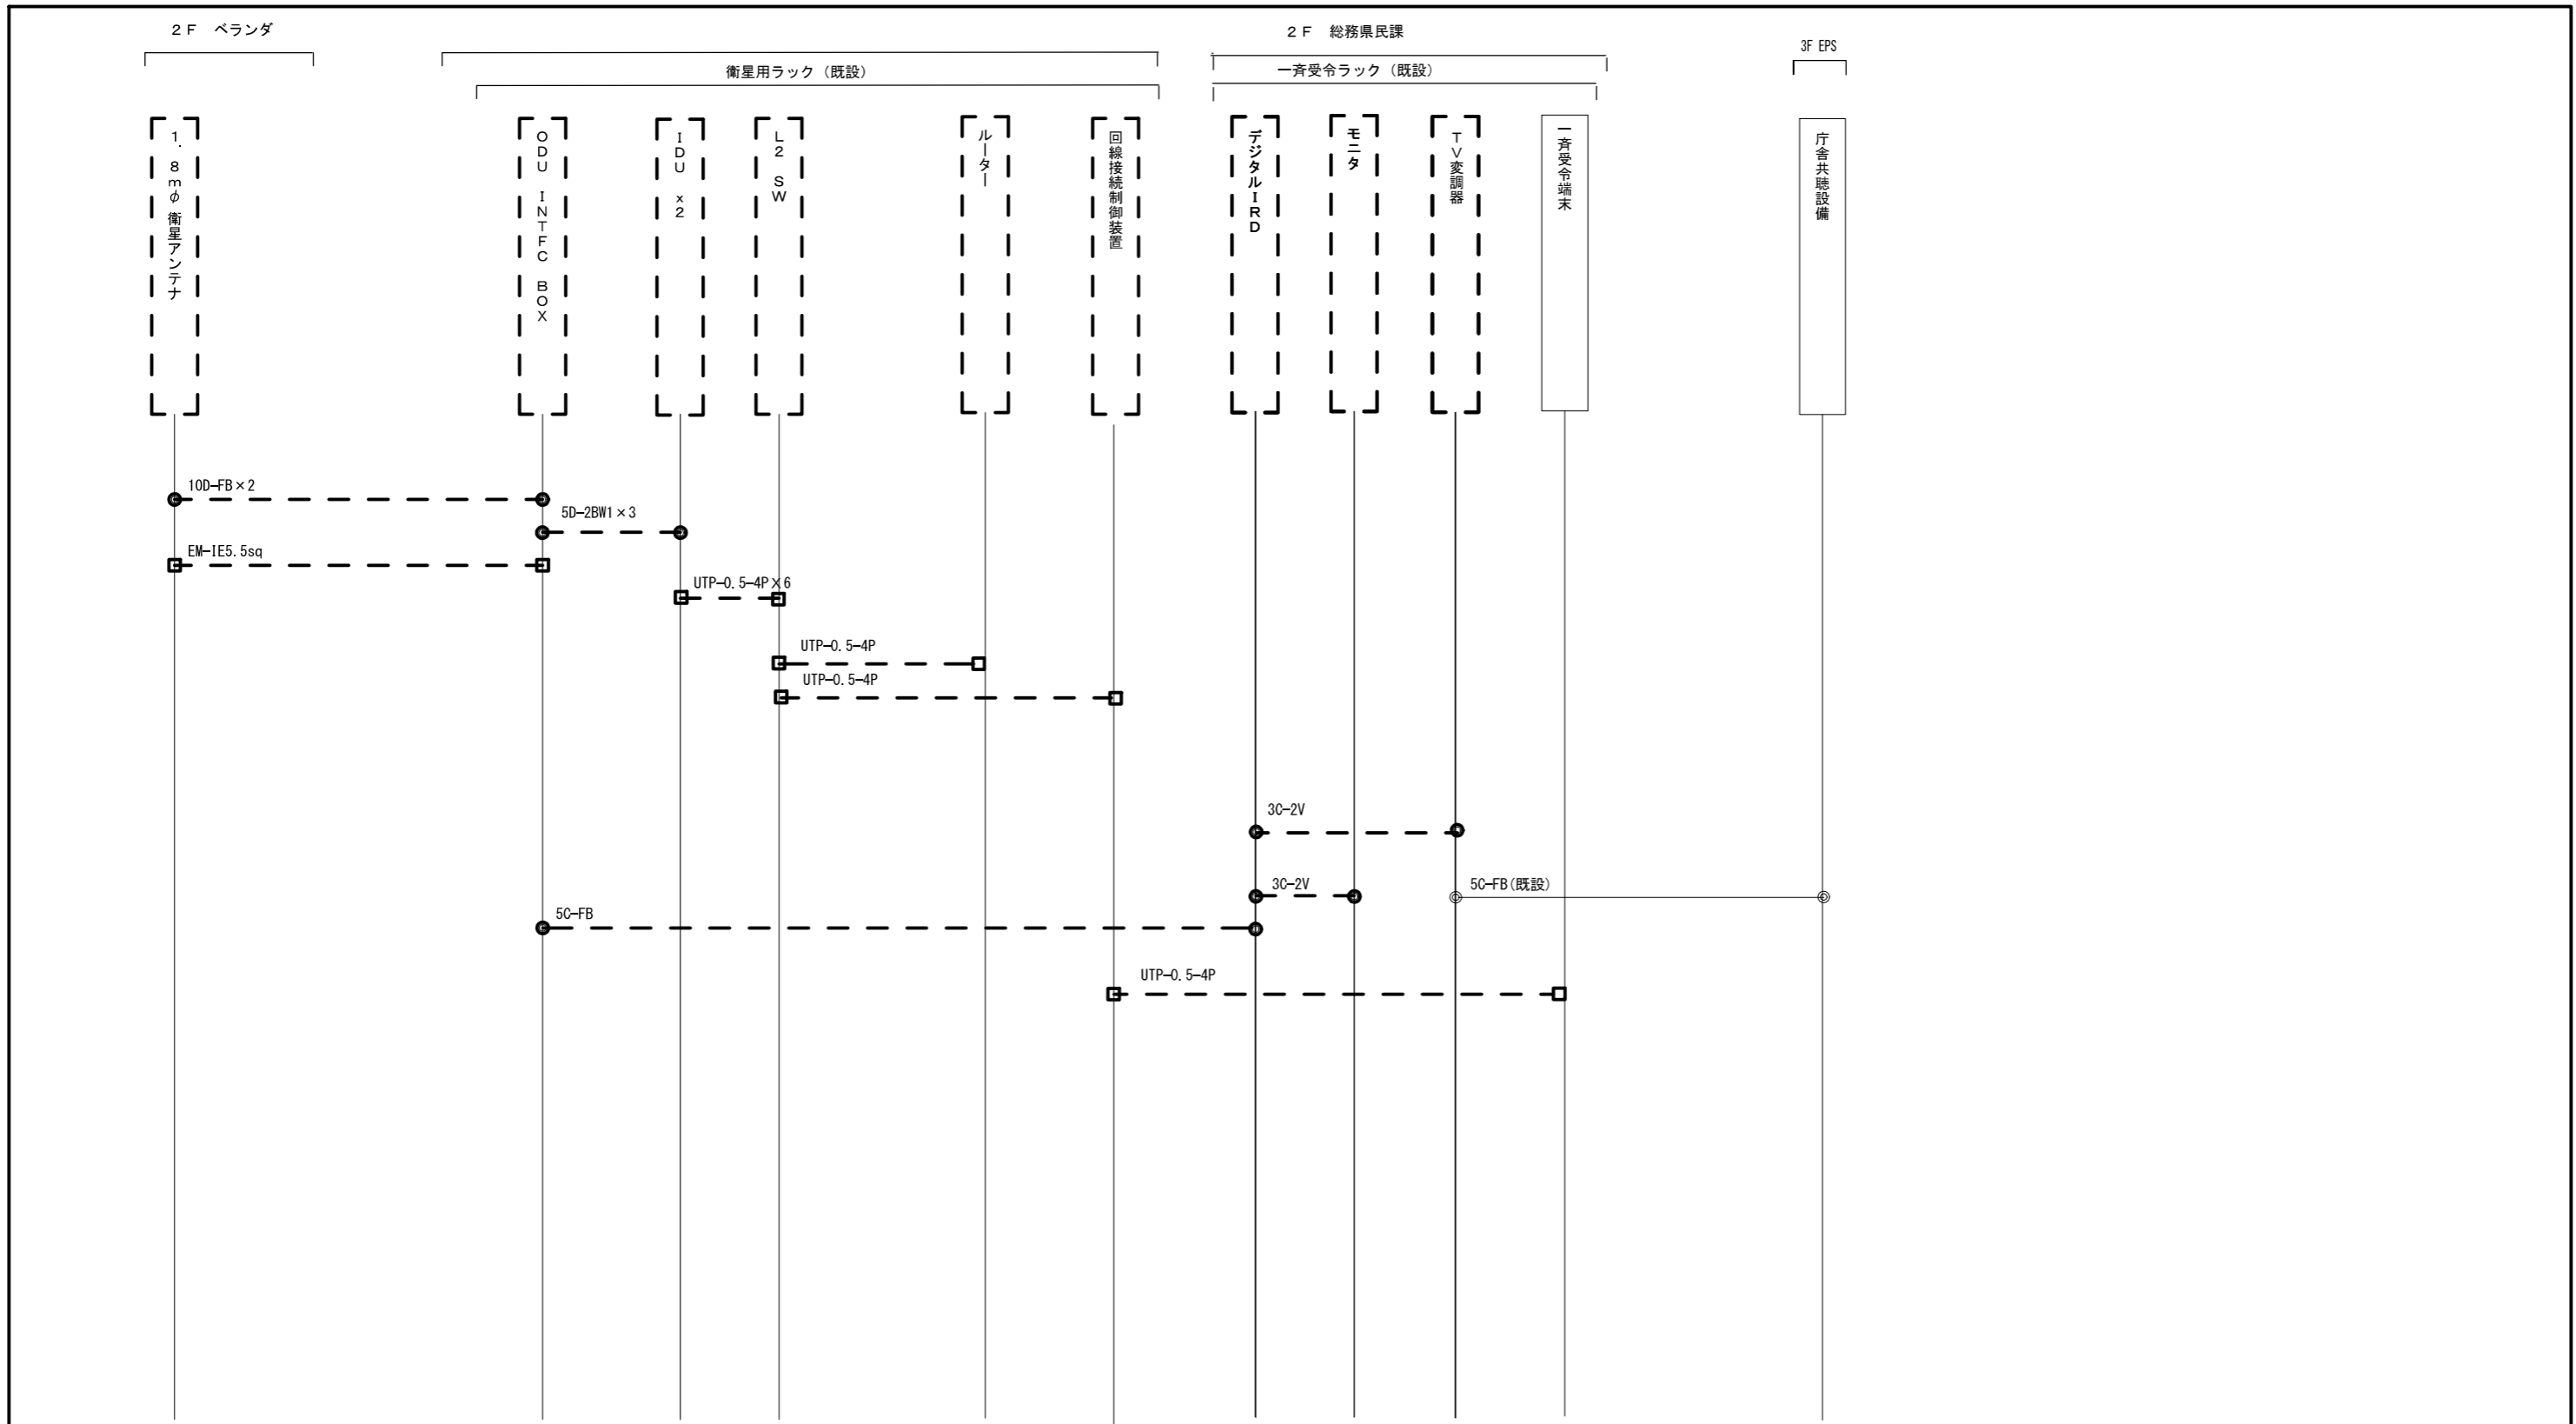 ２Ｆ　ベランダ
２Ｆ　総務県民課
3F EPS
衛星用ラック（既設）
一斉受令ラック（既設）
１．８ｍφ 衛星アンテナ
ＯＤＵ　ＩＮＴＦＣ　ＢＯＸ
ＩＤＵ　x２
Ｌ２　ＳＷ
ルーター
回線接続制御装置
デジタルＩＲＤ
モニタ
ＴＶ変調器
一斉受令端末
庁舎共聴設備
10D-FB×2
5D-2BW1×3
EM-IE5.5sq
UTP-0.5-4P×6
UTP-0.5-4P
UTP-0.5-4P
3C-2V
3C-2V
5C-FB(既設)
5C-FB
UTP-0.5-4P